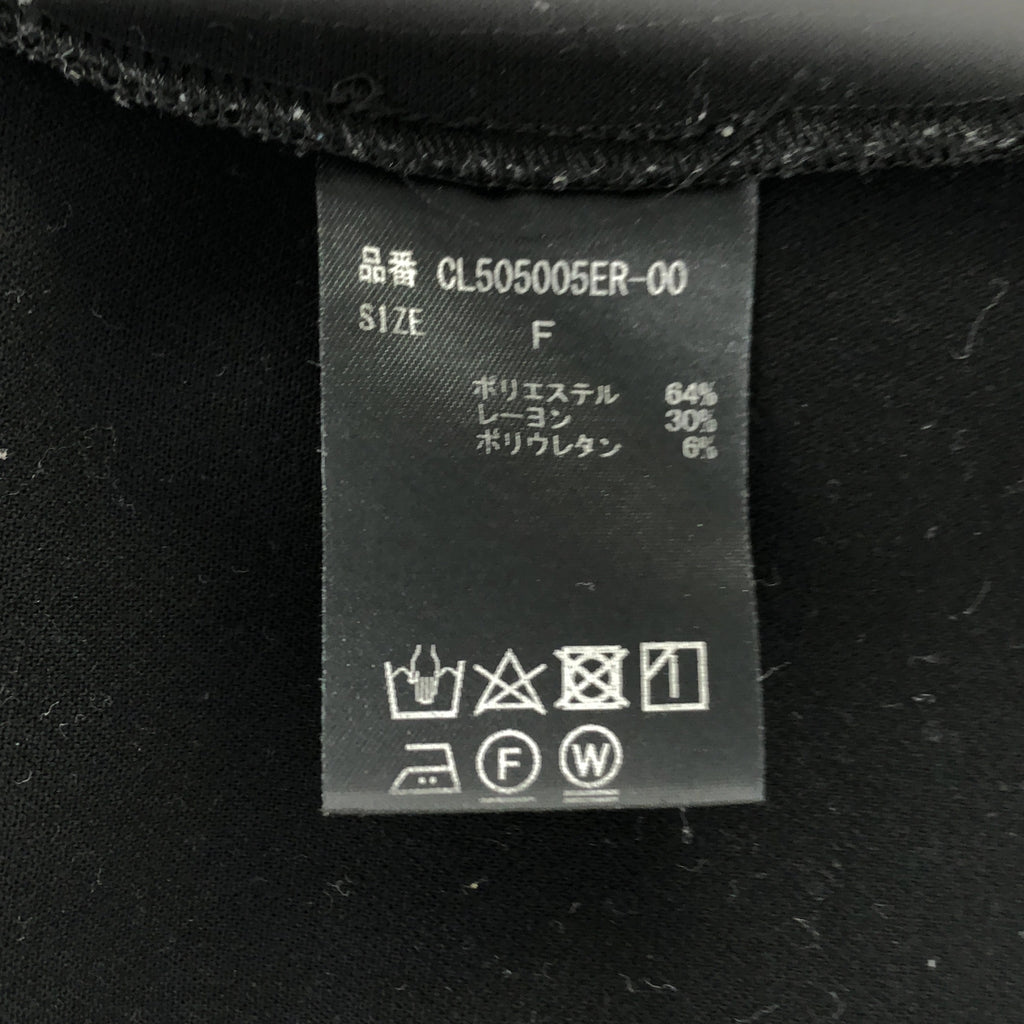 品番 CL505005ER-00
SIZE F
ポリエステル 64%
レーヨン 30%
ポリウレタン 6%
F W